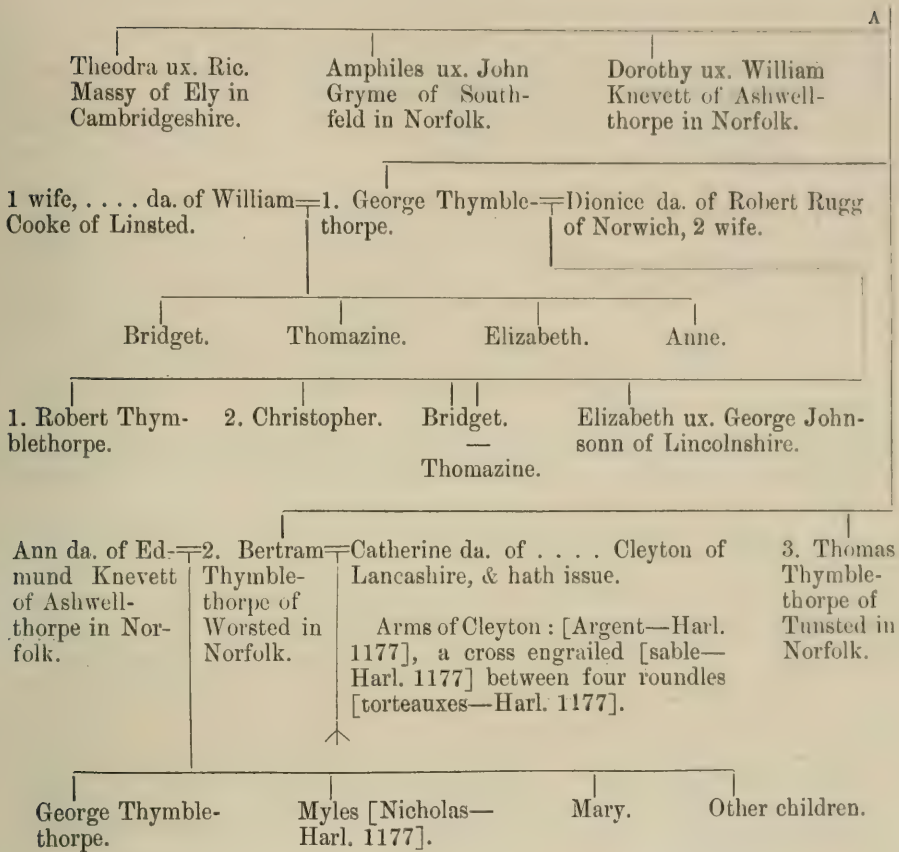 A
Theodra ux. Ric.
Massy of Ely in
Cambridgeshire.
Amphiles ux. John
Gryme of South-
feld in Norfolk.
Dorothy ux. William
Knevett of Ashwell-
thorpe in Norfolk.
1 wife, . . . . da. of William
Cooke of Linsted.
1. George Thymble-
thorpe.
Dionice da. of Robert Rugg
of Norwich, 2 wife.
Bridget.
Thomazine.
Elizabeth.
Anne.
1. Robert Thym-
blethorpe.
2. Christopher.
Bridget.
—
Thomazine.
Elizabeth ux. George John-
sonn of Lincolnshire.
Ann da. of Ed-
mund Knevett
of Ashwell-
thorpe in Nor-
folk.
2. Bertram
Thymble-
thorpe of
Worsted in
Norfolk.
Catherine da. of . . . . Cleyton of
Lancashire, & hath issue.
Arms of Cleyton : [Argent—Harl.
1177], a cross engrailed [sable—
Harl. 1177] between four roundles
[torteauxes—Harl. 1177].
3. Thomas
Thymble-
thorpe of
Tunsted in
Norfolk.
George Thymble-
thorpe.
Myles [Nicholas—
Harl. 1177].
Mary.
Other children.